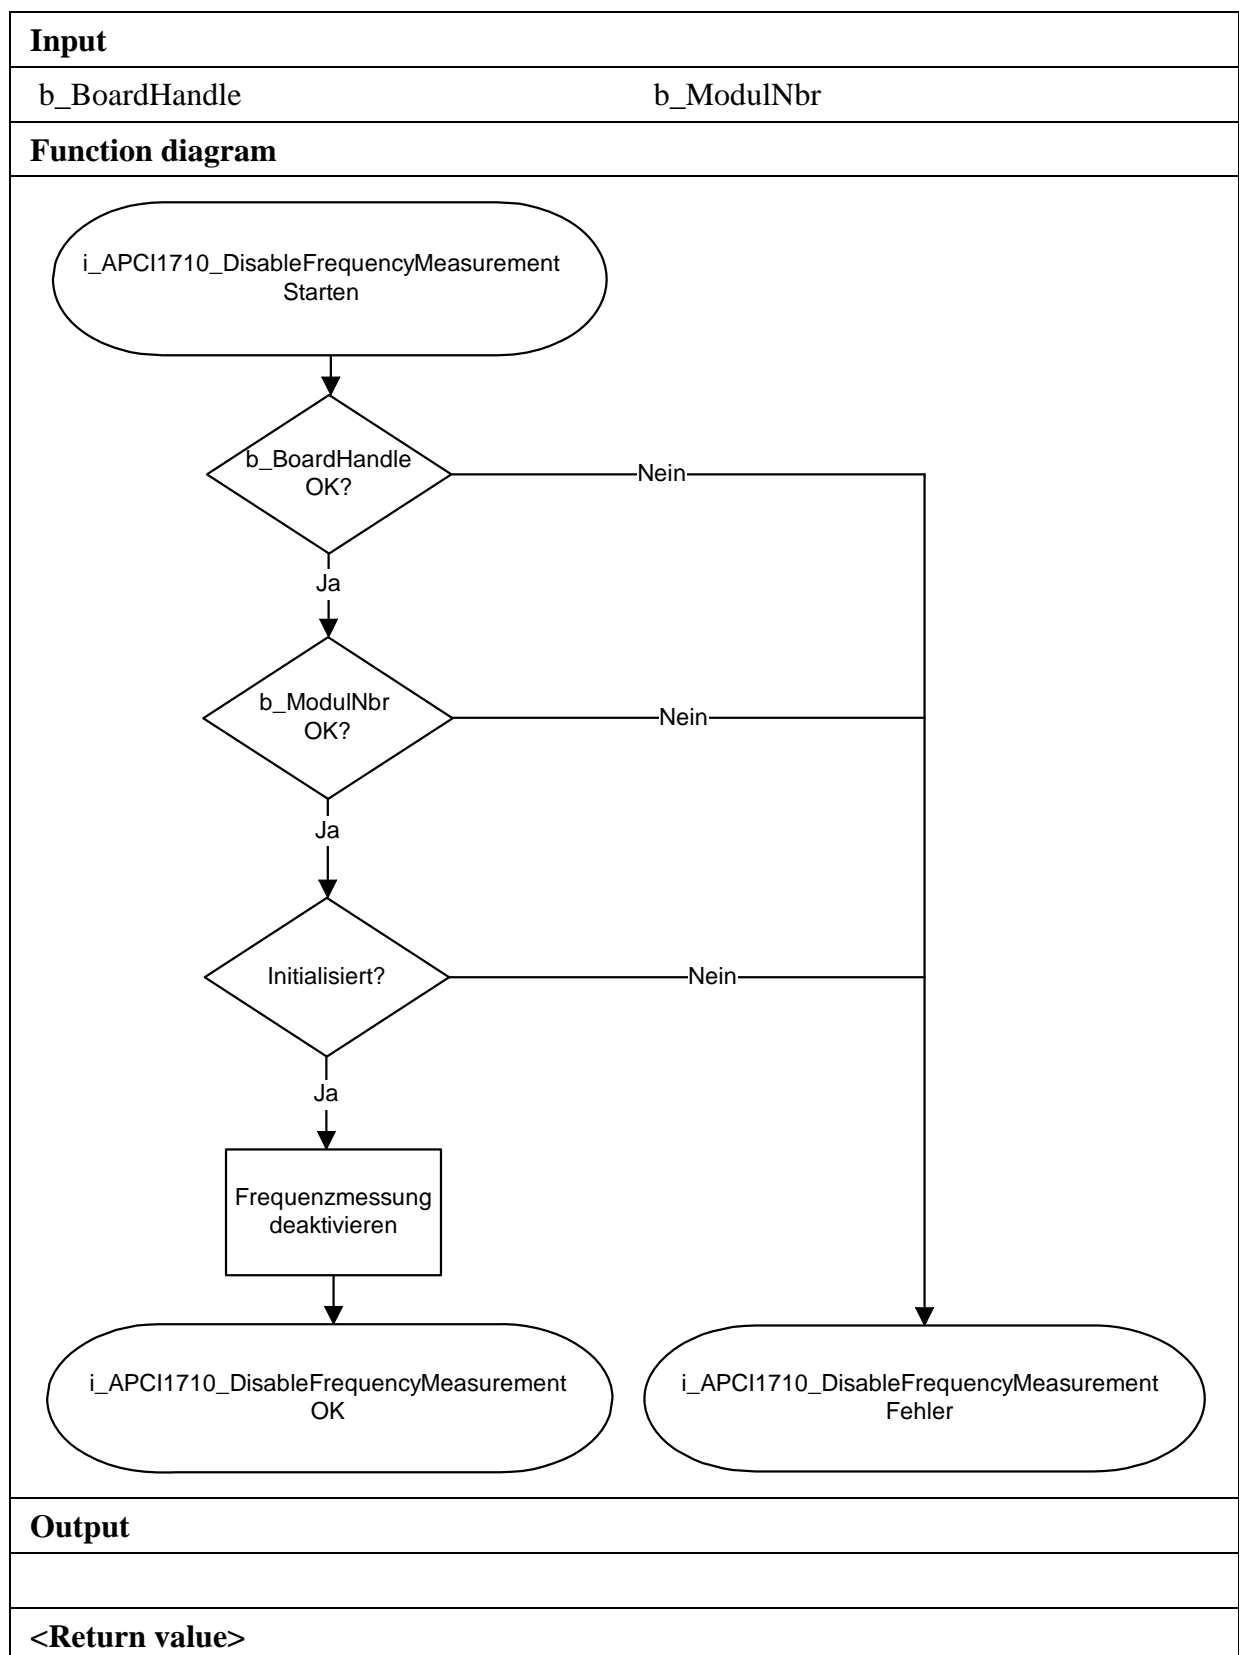 Input
b_BoardHandle b_ModulNbr
Function diagram
i_APCI1710_DisableFrequencyMeasurement
Starten
b_BoardHandle
OK?
Nein
Ja
b_ModulNbr
OK?
Nein
Ja
Initialisiert?
Nein
Ja
Frequenzmessung
deaktivieren
i_APCI1710_DisableFrequencyMeasurement
OK
i_APCI1710_DisableFrequencyMeasurement
Fehler
Output
<Return value>